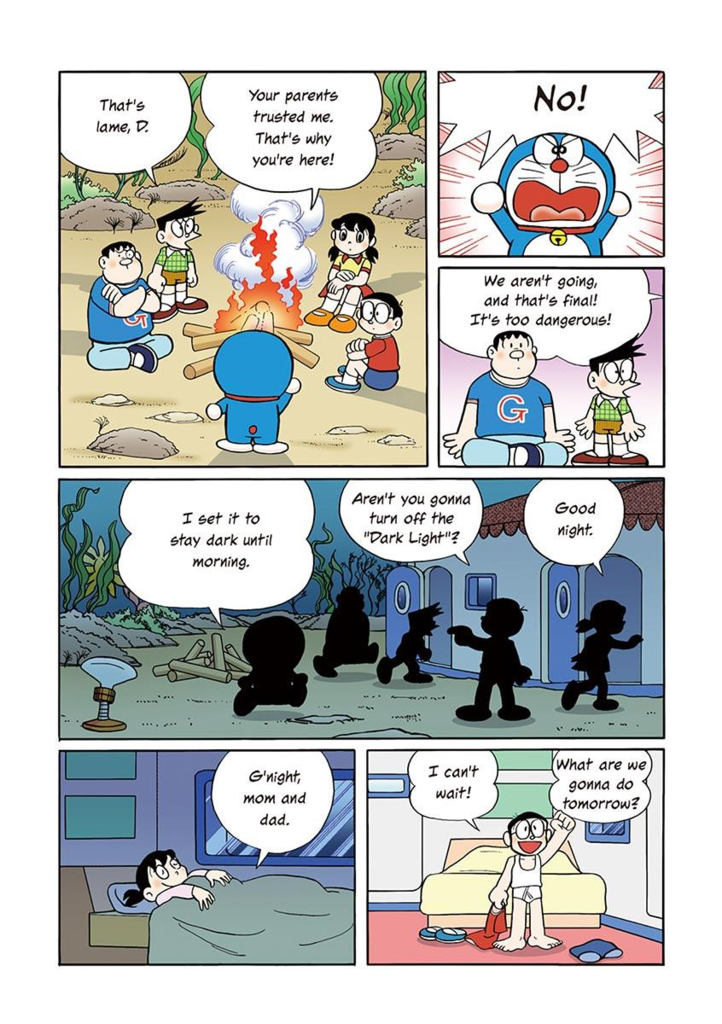 That's
lame, D.
Your parents
trusted me.
That's why
you're here!
G
No!
We aren't going,
and that's final!
It's too dangerous!
G
I set it to
stay dark until
morning.
Aren't you gonna
turn off the
"Dark Light"?
Good
night.
G'night,
mom and
dad.
I can't
wait!
What are we
gonna do
tomorrow?